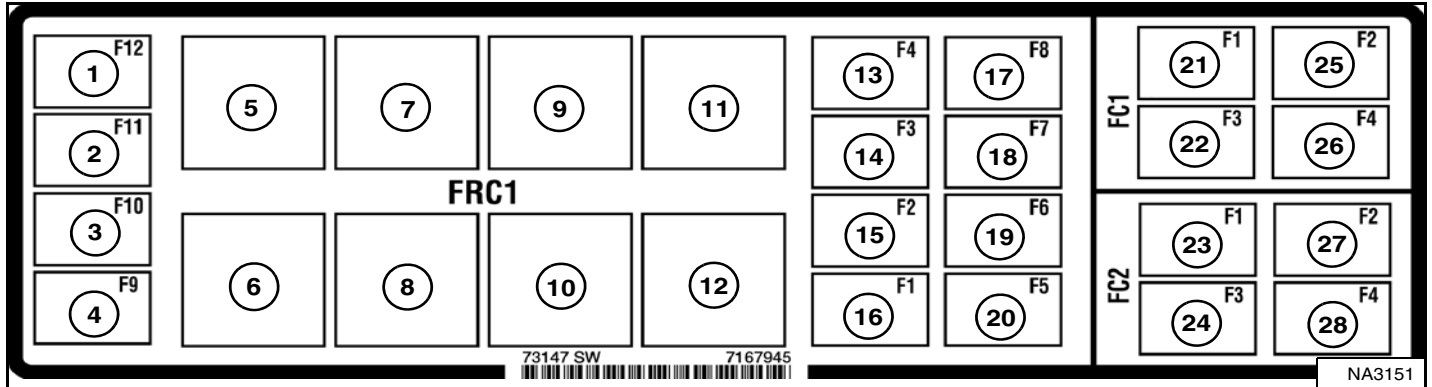 F12
1
F11
2
F10
3
F9
4
5 7 9 11
FRC1
6 8 10 12
F4 F8
13 17
F3 F7
14 18
F2 F6
15 19
F1 F5
16 20
73147 SW 7167945
FC1
F1 F2
21 25
F3 F4
22 26
FC2
F1 F2
23 27
F3 F4
24 28
NA3151